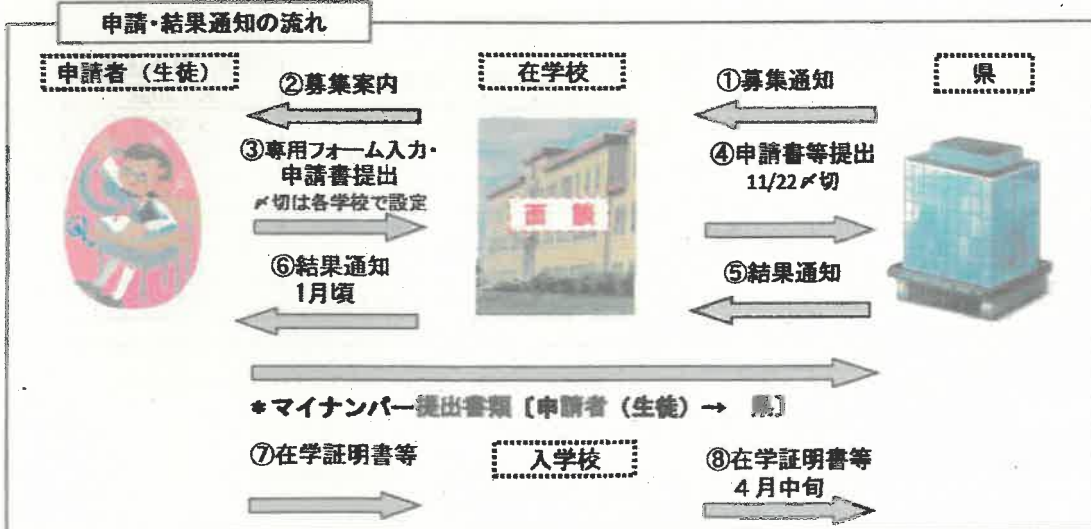 申請・結果通知の流れ
申請者（生徒）
在学校
県
②募集案内
①募集通知
③専用フォーム入力・
申請書提出
〆切は各学校で設定
④申請書等提出
11/22〆切
面接
⑥結果通知
1月頃
⑤結果通知
＊マイナンバー提出書類〔申請者（生徒）→ 県〕
⑦在学証明書等
入学校
⑧在学証明書等
４月中旬